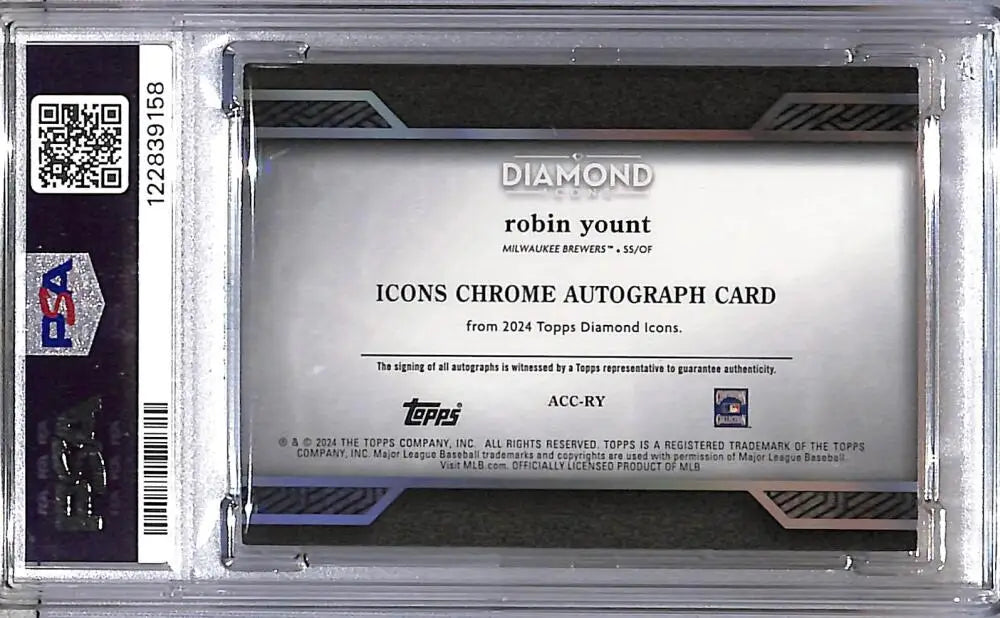 122839158
PSA
PSA
DIAMOND
ICONS
robin yount
MILWAUKEE BREWERS™ • SS/OF
ICONS CHROME AUTOGRAPH CARD
from 2024 Topps Diamond Icons.
The signing of all autographs is witnessed by a Topps representative to guarantee authenticity.
topps
ACC-RY
® & © 2024 THE TOPPS COMPANY, INC. ALL RIGHTS RESERVED. TOPPS IS A REGISTERED TRADEMARK OF THE TOPPS
COMPANY, INC. Major League Baseball trademarks and copyrights are used with permission of Major League Baseball.
Visit MLB.com. OFFICIALLY LICENSED PRODUCT OF MLB